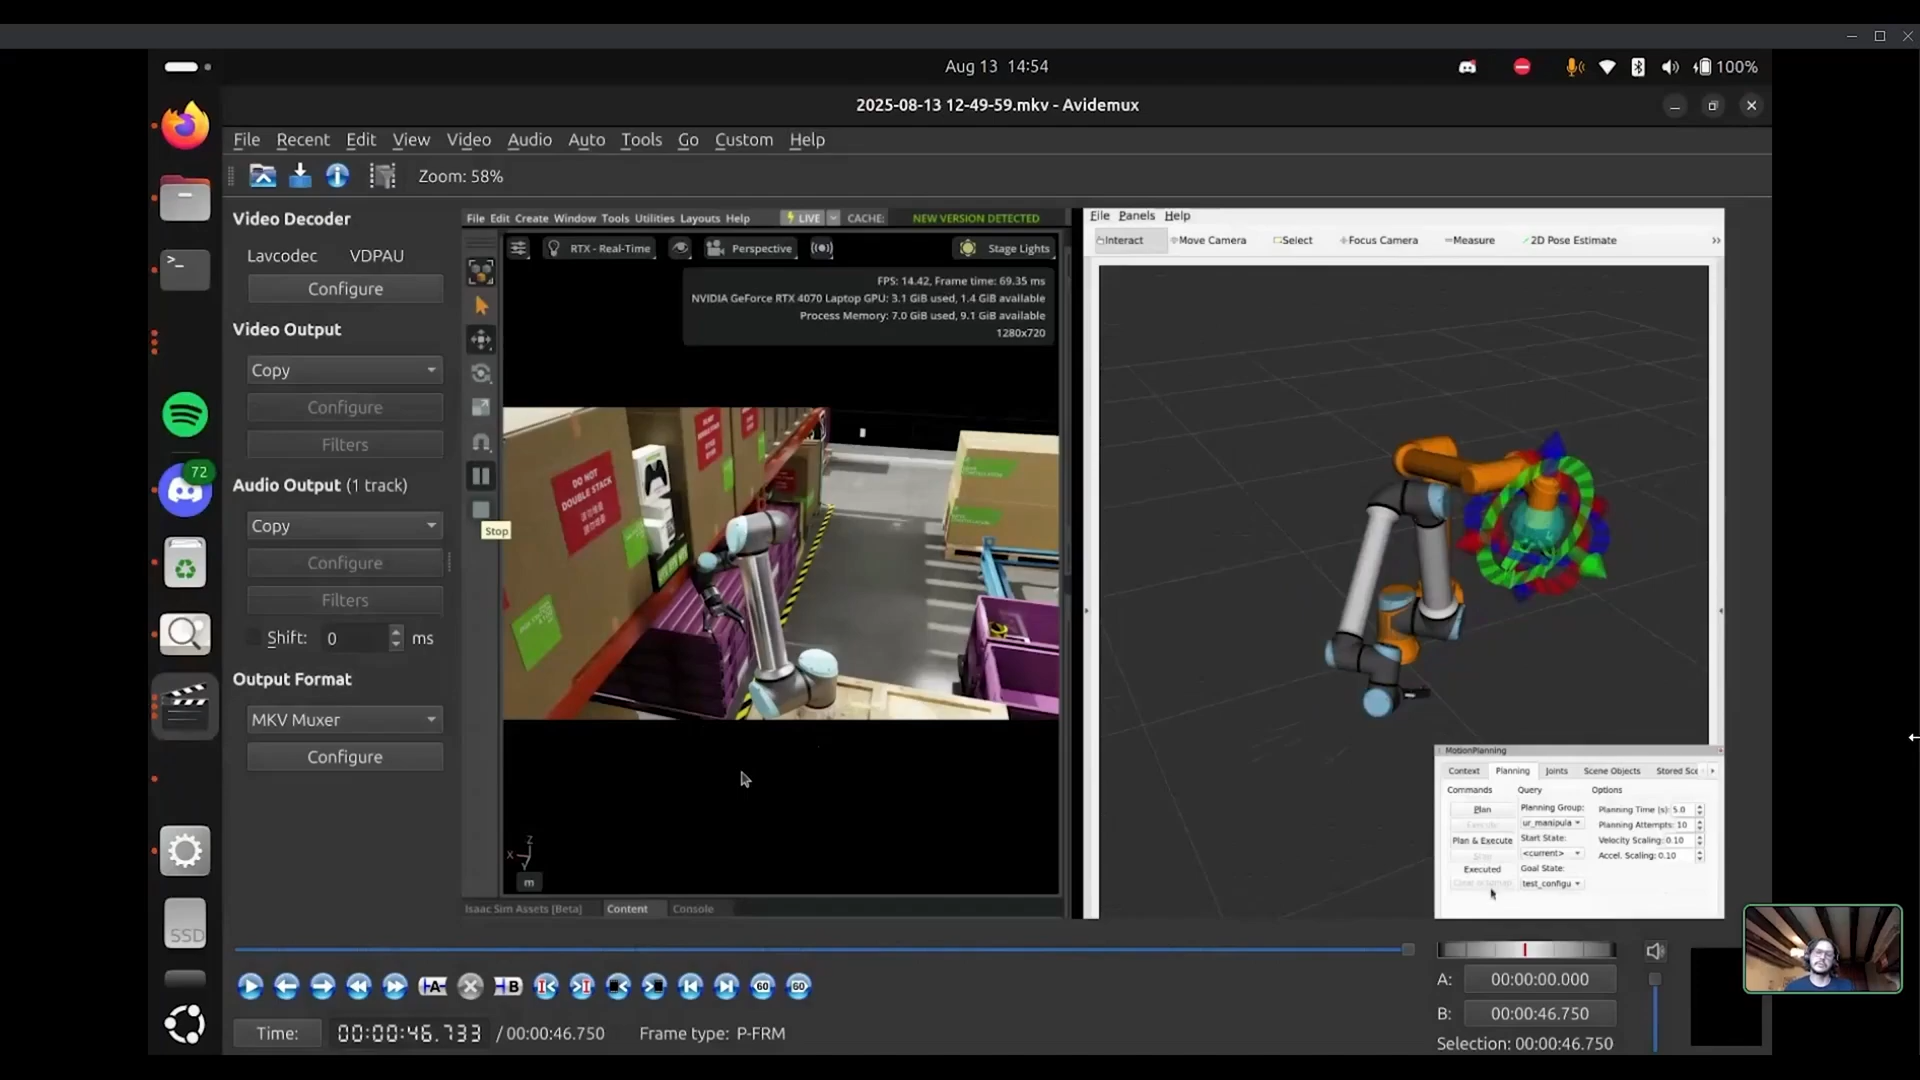 Aug 13 14:54
100%
2025-08-13 12-49-59.mkv - Avidemux
File Edit View Recent Video Audio Auto Tools Go Custom Help
Zoom: 58%
Video Decoder
Lavcodec VDPAU
Configure
Video Output
Copy
Configure
Filters
72
Audio Output (1 track)
Copy
Configure
Filters
Shift: 0 ms
Output Format
MKV Muxer
Configure
SSD
File Edit Create Window Tools Utilities Layouts Help LIVE CACHE: NEW VERSION DETECTED
RTX - Real-Time Perspective Stage Lights
FPS: 14.42, Frame time: 69.35 ms
NVIDIA GeForce RTX 4070 Laptop GPU: 3.1 GiB used, 1.4 GiB available
Process Memory: 7.0 GiB used, 9.1 GiB available
1280x720
DO NOT
DOUBLE STACK
Stop
Z
X
m
Isaac Sim Assets [Beta] Content Console
File Panels Help
Interact Move Camera Select Focus Camera Measure 2D Pose Estimate
MotionPlanning
Context Planning Joints Scene Objects Stored Sce
Commands Query Options
Plan
Plan & Execute
Executed
Planning Group:
ur_manipula
Start State:
<current>
Goal State:
test_configu
Planning Time (s): 5.0
Planning Attempts: 10
Velocity Scaling: 0.10
Accel. Scaling: 0.10
A B 60 60
Time: 00:00:46.733 / 00:00:46.750 Frame type: P-FRM
A: 00:00:00.000
B: 00:00:46.750
Selection: 00:00:46.750